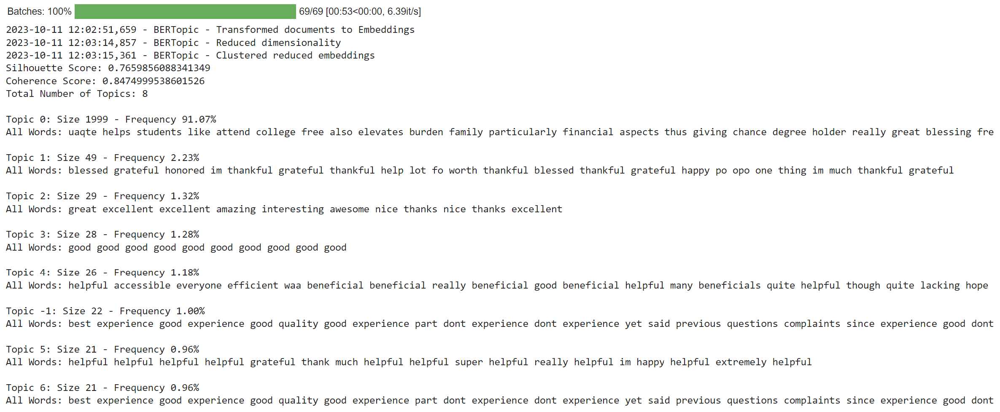 Batches: 100% 69/69 [00:53<00:00, 6.39it/s]
2023-10-11 12:02:51,659 - BERTopic - Transformed documents to Embeddings
2023-10-11 12:03:14,857 - BERTopic - Reduced dimensionality
2023-10-11 12:03:15,361 - BERTopic - Clustered reduced embeddings
Silhouette Score: 0.7659856088341349
Coherence Score: 0.8474999538601526
Total Number of Topics: 8
Topic 0: Size 1999 - Frequency 91.07%
All Words: uaqte helps students like attend college free also elevates burden family particularly financial aspects thus giving chance degree holder really great blessing fre
Topic 1: Size 49 - Frequency 2.23%
All Words: blessed grateful honored im thankful grateful thankful help lot fo worth thankful blessed thankful grateful happy po opo one thing im much thankful grateful
Topic 2: Size 29 - Frequency 1.32%
All Words: great excellent excellent amazing interesting awesome nice thanks nice thanks excellent
Topic 3: Size 28 - Frequency 1.28%
All Words: good good good good good good good good good good
Topic 4: Size 26 - Frequency 1.18%
All Words: helpful accessible everyone efficient waa beneficial beneficial really beneficial good beneficial helpful many beneficials quite helpful though quite lacking hope
Topic -1: Size 22 - Frequency 1.00%
All Words: best experience good experience good quality good experience part dont experience dont experience yet said previous questions complaints since experience good dont
Topic 5: Size 21 - Frequency 0.96%
All Words: helpful helpful helpful helpful grateful thank much helpful helpful super helpful really helpful im happy helpful extremely helpful
Topic 6: Size 21 - Frequency 0.96%
All Words: best experience good experience good quality good experience part dont experience dont experience yet said previous questions complaints since experience good dont